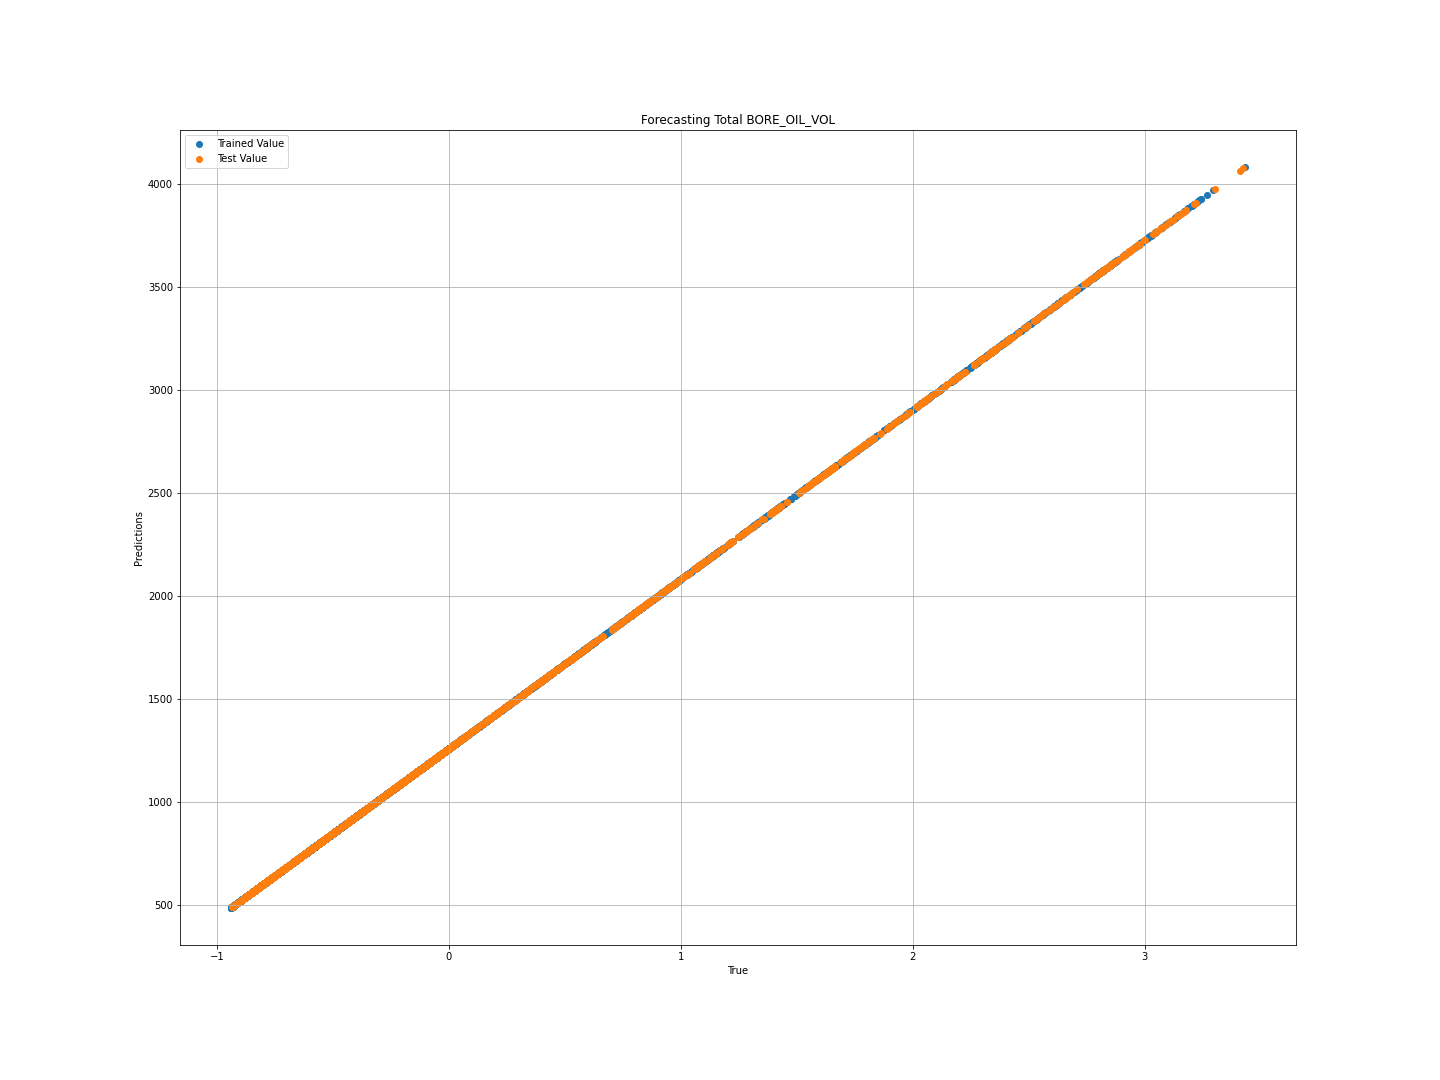 Forecasting Total BORE_OIL_VOL
Trained Value
Test Value
4000
3500
3000
2500
2000
1500
1000
500
Predictions
−1 0 1 2 3
True